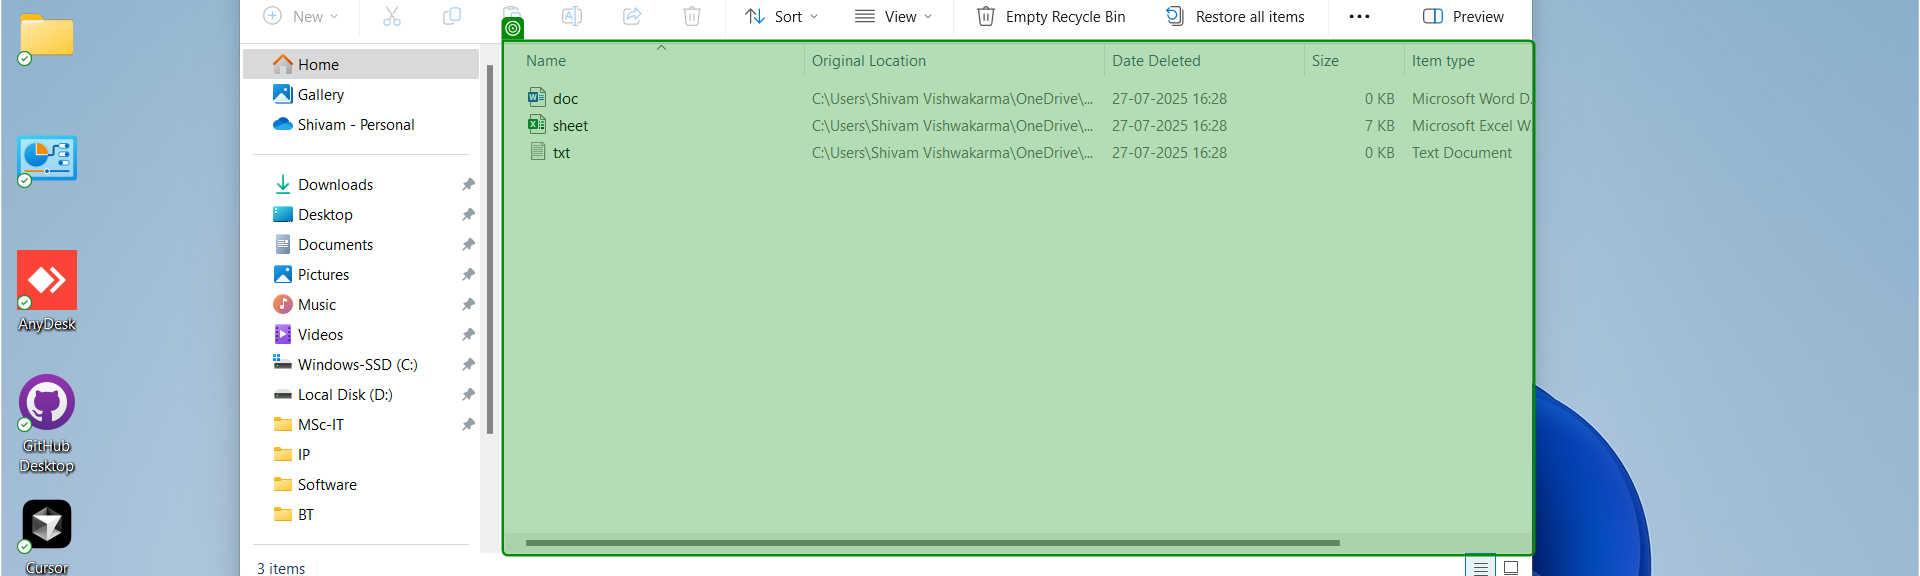 New
Sort
View
Empty Recycle Bin
Restore all items
Preview
Home
Gallery
Shivam - Personal
Downloads
Desktop
Documents
Pictures
Music
Videos
Windows-SSD (C:)
Local Disk (D:)
MSc-IT
IP
Software
BT
Name Original Location Date Deleted Size Item type
doc C:\Users\Shivam Vishwakarma\OneDrive\... 27-07-2025 16:28 0 KB Microsoft Word D.
sheet C:\Users\Shivam Vishwakarma\OneDrive\... 27-07-2025 16:28 7 KB Microsoft Excel W
txt C:\Users\Shivam Vishwakarma\OneDrive\... 27-07-2025 16:28 0 KB Text Document
3 items
AnyDesk
GitHub
Desktop
Cursor